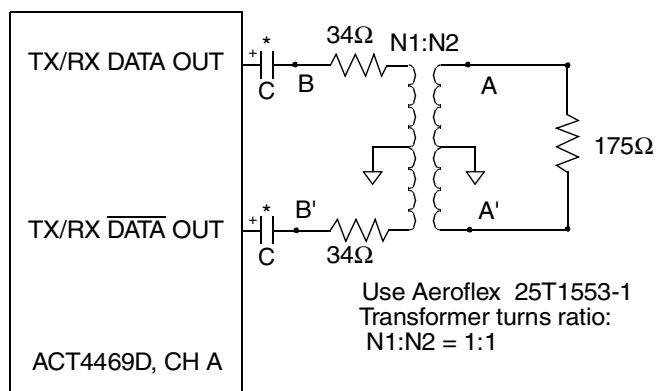 34Ω
N1:N2
TX/RX DATA OUT
+
*
C
B
A
175Ω
TX/RX DATA OUT
+
*
C
B'
A'
34Ω
Use Aeroflex 25T1553-1
Transformer turns ratio:
N1:N2 = 1:1
ACT4469D, CH A